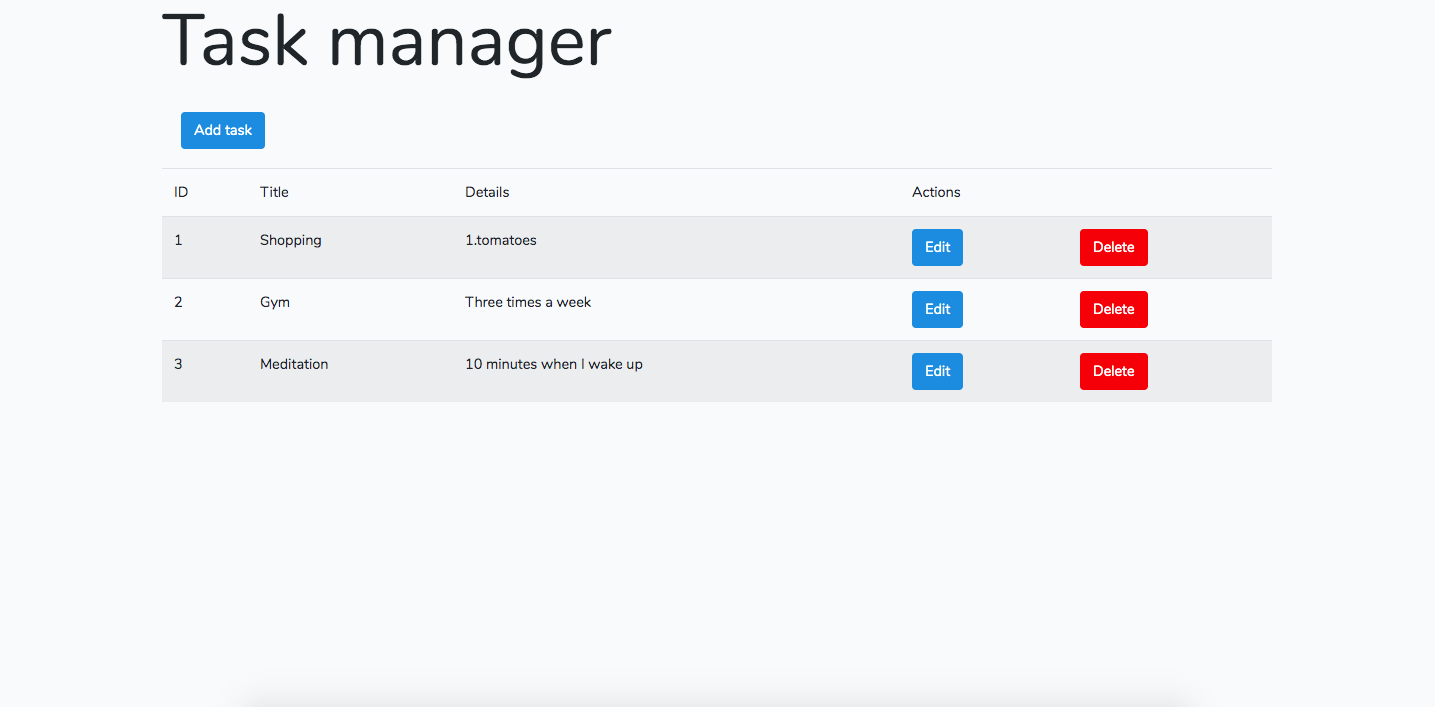 Task manager
Add task
ID Title Details Actions
1 Shopping 1.tomatoes Edit Delete
2 Gym Three times a week Edit Delete
3 Meditation 10 minutes when I wake up Edit Delete